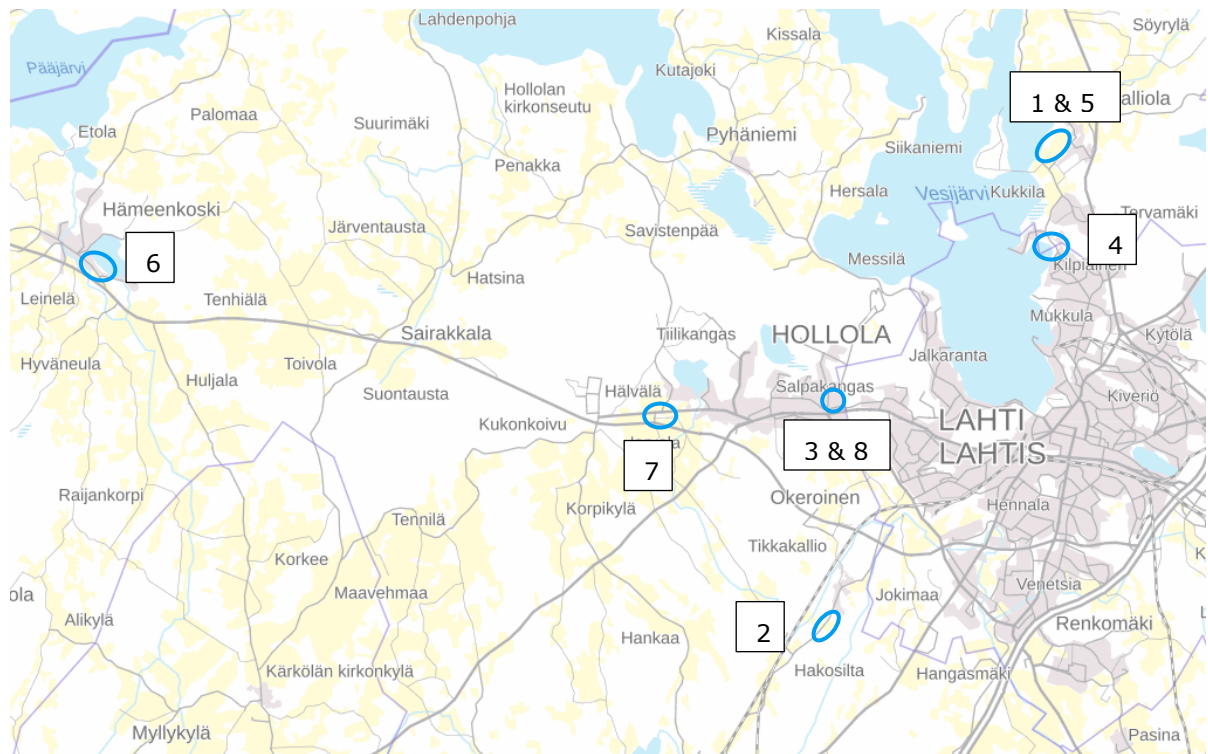 Söyrylä
Lahdenpohja
Kissala
Pääjärvi
Kutajoki
Hollolan
kirkonseutu
1 & 5
alliola
Palomaa
Suurimäki
Etola
Pyhäniemi
Siikaniemi
Penakka
Hersala
Vesijärvi
Kukkila
Hämeenkoski
Tervamäki
Järventausta
Savistenpää
4
6
Messilä
Hatsina
Leinelä
Tenhiälä
Mukkula
Sairakkala
Tiilikangas
HOLLOLA
Kytölä
Jalkaranta
Hyväneula
Toivola
Huljala
Suontausta
Hälvälä
Salpakangas
Kiveriö
Kukonkoivu
LAHTI
LAHTIS
3 & 8
7
Raijankorpi
Okeroinen
Korpikylä
Hennala
Tennilä
Tikkakallio
Korkee
Venetsia
ola
Maavehmaa
Jokimaa
Alikylä
Renkomäki
2
Hankaa
Kärkölän kirkonkylä
Hakosilta
Hangasmäki
Myllykylä
Pasina